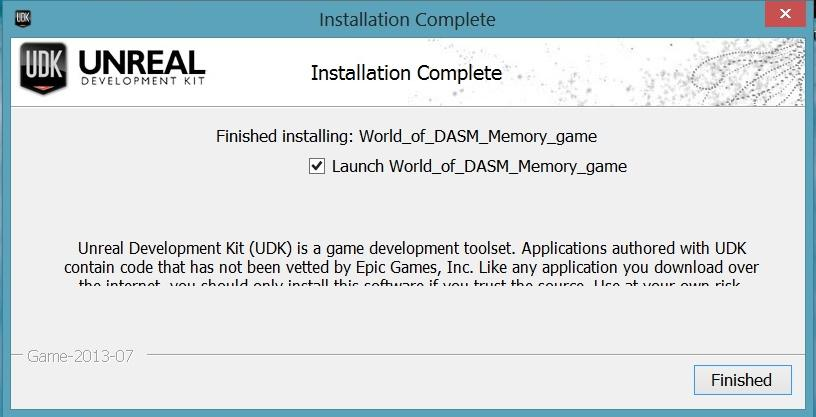 UDK
Installation Complete
UDK UNREAL
DEVELOPMENT KIT
Installation Complete
Finished installing: World_of_DASM_Memory_game
Launch World_of_DASM_Memory_game
Unreal Development Kit (UDK) is a game development toolset. Applications authored with UDK
contain code that has not been vetted by Epic Games, Inc. Like any application you download over
the internet, you should only install this software if you trust the source. Use at your own risk.
Game-2013-07
Finished